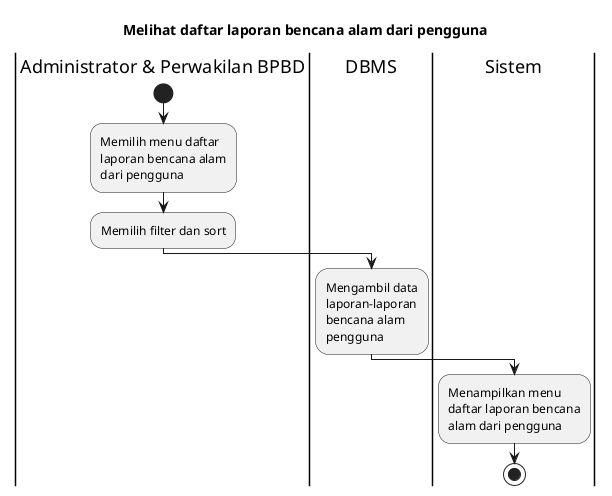 Melihat daftar laporan bencana alam dari pengguna
Administrator & Perwakilan BPBD
DBMS
Sistem
Memilih menu daftar
laporan bencana alam
dari pengguna
Memilih filter dan sort
Mengambil data
laporan-laporan
bencana alam
pengguna
Menampilkan menu
daftar laporan bencana
alam dari pengguna